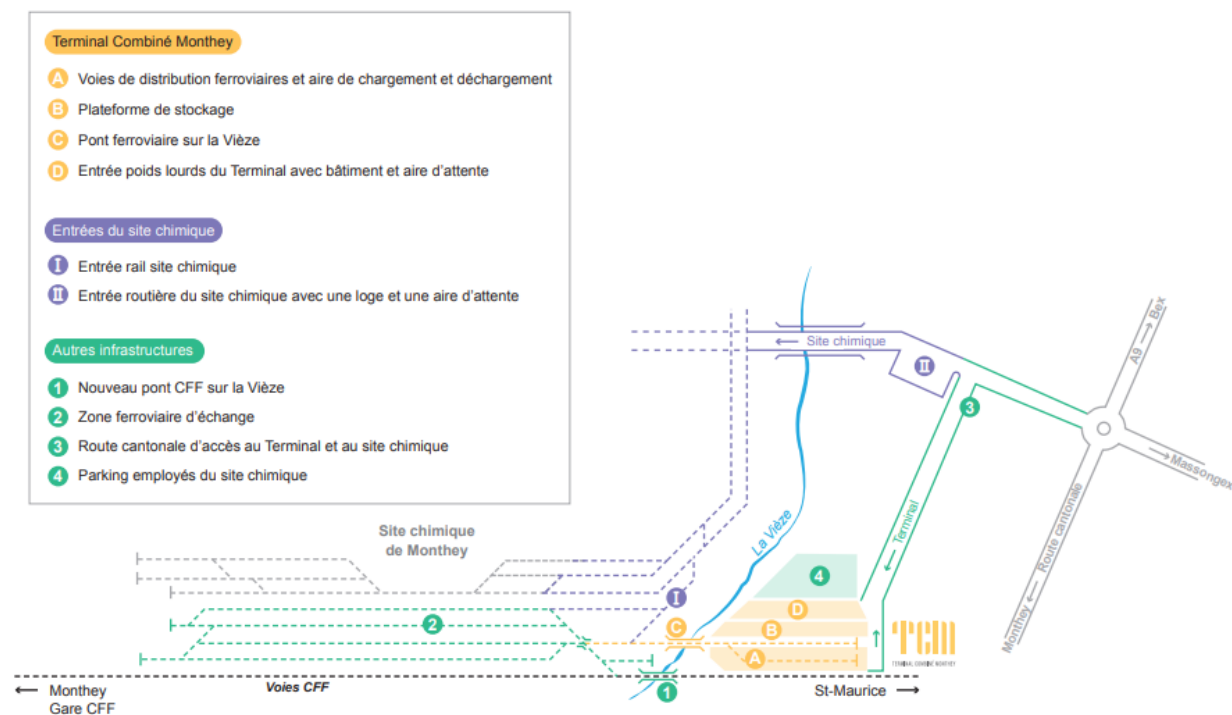 Terminal Combiné Monthey
A Voies de distribution ferroviaires et aire de chargement et déchargement
B Plateforme de stockage
C Pont ferroviaire sur la Vièze
D Entrée poids lourds du Terminal avec bâtiment et aire d'attente
Entrées du site chimique
I Entrée rail site chimique
II Entrée routière du site chimique avec une loge et une aire d'attente
Autres infrastructures
1 Nouveau pont CFF sur la Vièze
2 Zone ferroviaire d'échange
3 Route cantonale d'accès au Terminal et au site chimique
4 Parking employés du site chimique
← Site chimique
II
A9 → Bex
3
→ Massongex
Monthey ← Route cantonale
← Terminal
La Vièze
Site chimique
de Monthey
4
I
D
2
C
B
A
TCM
TERMINAL COMBINÉ MONTHEY
1
Voies CFF
← Monthey
Gare CFF
St-Maurice →